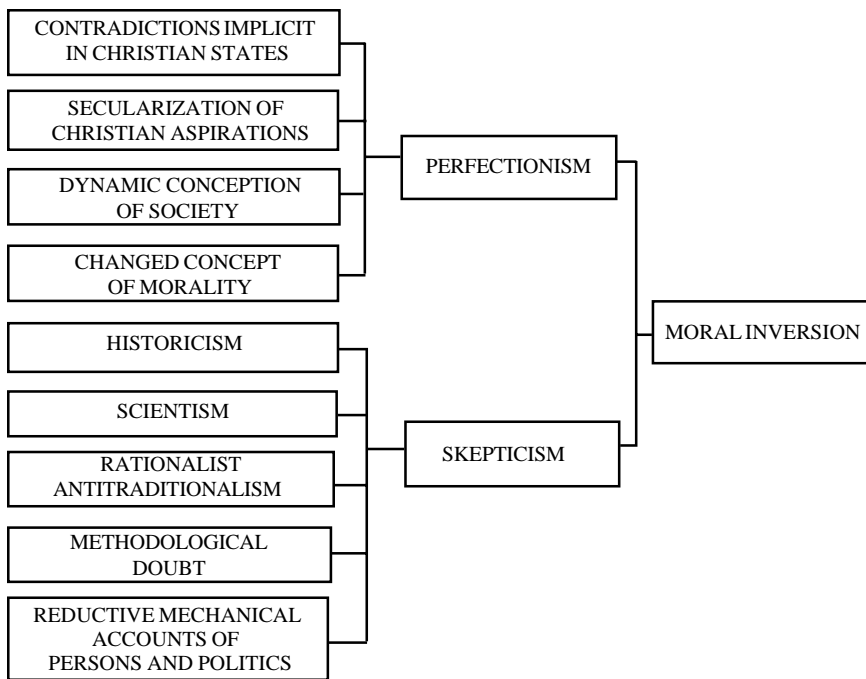 CONTRADICTIONS IMPLICIT
IN CHRISTIAN STATES
SECULARIZATION OF
CHRISTIAN ASPIRATIONS
DYNAMIC CONCEPTION
OF SOCIETY
CHANGED CONCEPT
OF MORALITY
HISTORICISM
SCIENTISM
RATIONALIST
ANTITRADITIONALISM
METHODOLOGICAL
DOUBT
REDUCTIVE MECHANICAL
ACCOUNTS OF
PERSONS AND POLITICS
PERFECTIONISM
SKEPTICISM
MORAL INVERSION